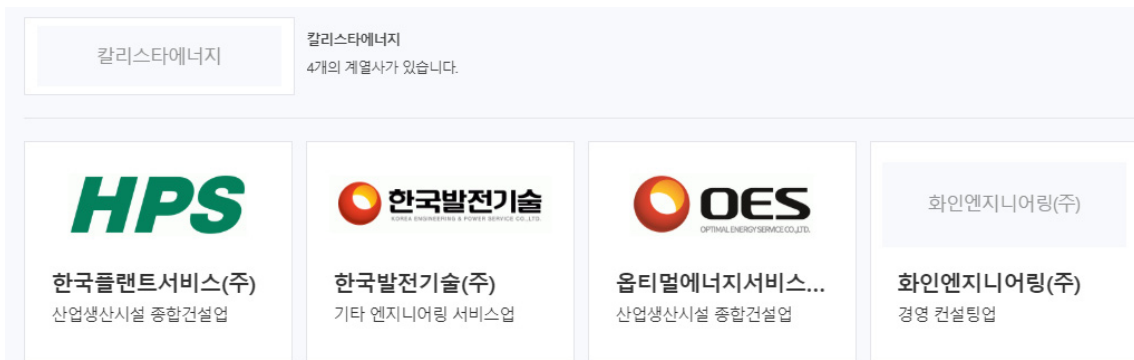 칼리스타에너지
칼리스타에너지
4개의 계열사가 있습니다.
HPS
한국발전기술
KOREA ENGINEERING & POWER SERVICE CO.,LTD.
OES
OPTIMAL ENERGY SERVICE CO.,LTD.
화인엔지니어링(주)
한국플랜트서비스(주)
한국발전기술(주)
옵티멀에너지서비스...
화인엔지니어링(주)
산업생산시설 종합건설업
기타 엔지니어링 서비스업
산업생산시설 종합건설업
경영 컨설팅업